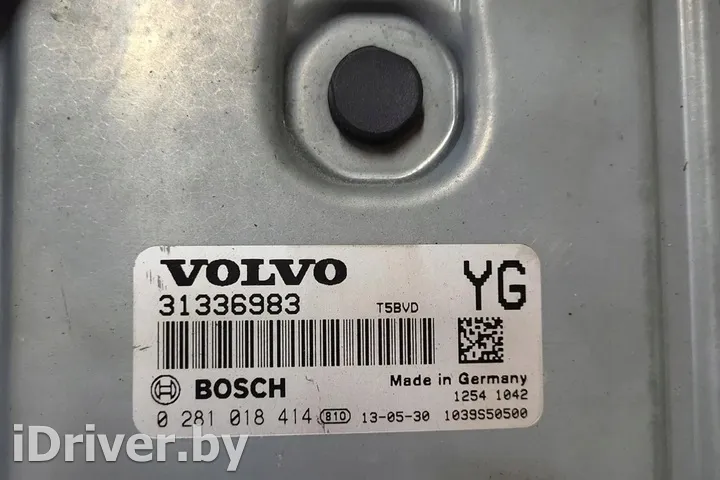 VOLVO YG
31336983 T5BVD
BOSCH Made in Germany
1254 1042
0 281 018 414 810 13-05-30 1039S50500
iDriver.by